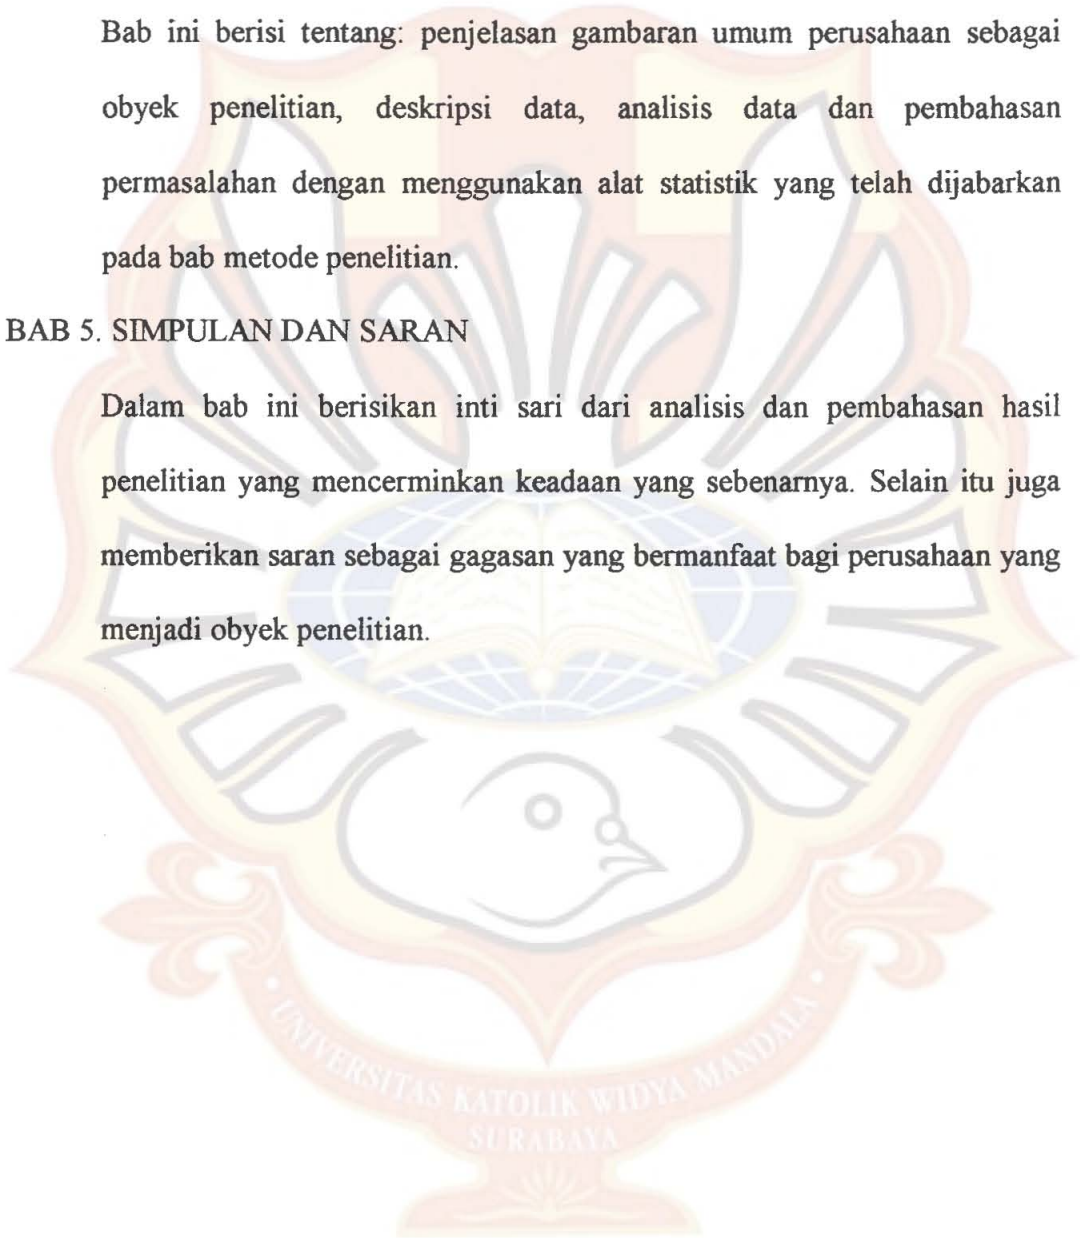 Bab ini berisi tentang: penjelasan gambaran umum perusahaan sebagai
obyek penelitian, deskripsi data, analisis data dan pembahasan
permasalahan dengan menggunakan alat statistik yang telah dijabarkan
pada bab metode penelitian.
BAB 5. SIMPULAN DAN SARAN
Dalam bab ini berisikan inti sari dari analisis dan pembahasan hasil
penelitian yang mencerminkan keadaan yang sebenarnya. Selain itu juga
memberikan saran sebagai gagasan yang bermanfaat bagi perusahaan yang
menjadi obyek penelitian.
UNIVERSITAS KATOLIK WIDYA MANDALA
SURABAYA